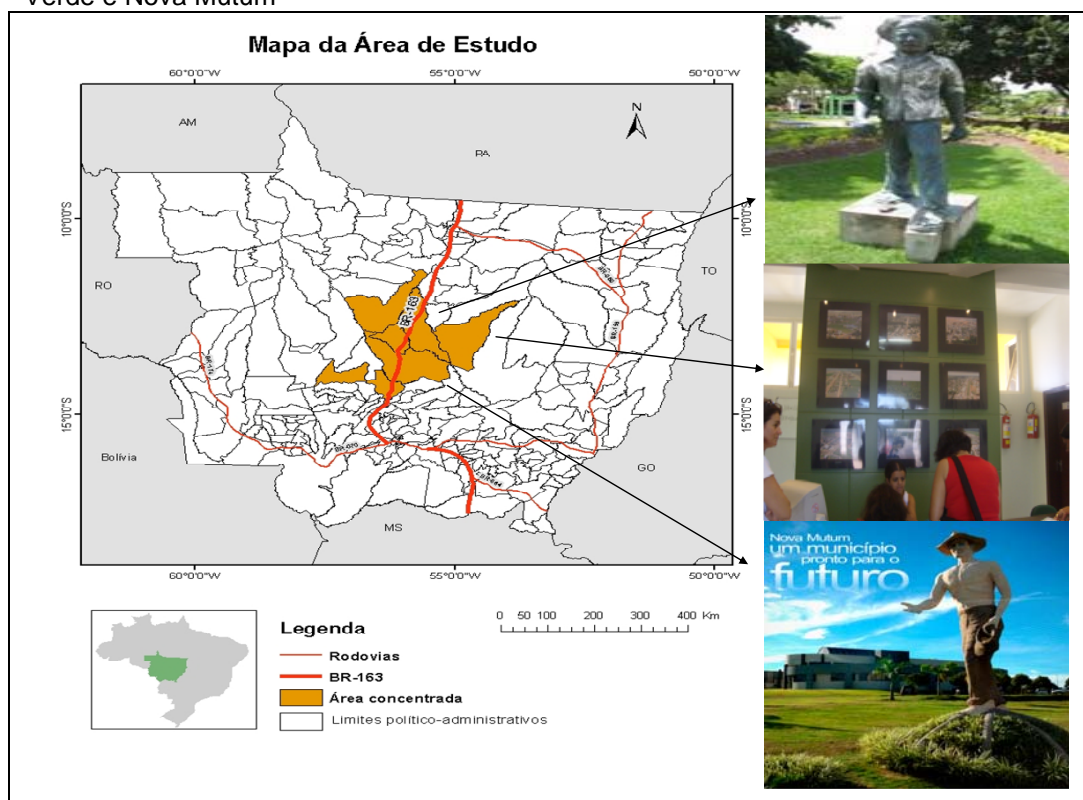 Verde e Nova Mutum
Mapa da Área de Estudo
60°0'0"W 55°0'0"W 50°0'0"W
N
AM
PA
10°0'0"S
10°0'0"S
RO
TO
BR-163
15°0'0"S
15°0'0"S
Bolívia
BR-070
GO
MS
60°0'0"W 55°0'0"W 50°0'0"W
0 50 100 200 300 400 Km
Legenda
Rodovias
BR-163
Área concentrada
Limites político-administrativos
Nova Mutum
um município
pronto para o
futuro